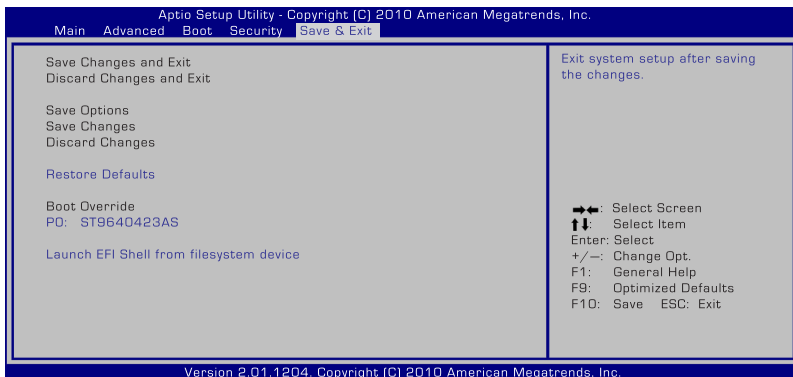 Aptio Setup Utility - Copyright (C) 2010 American Megatrends, Inc.
Main Advanced Boot Security Save & Exit
Save Changes and Exit
Discard Changes and Exit
Save Options
Save Changes
Discard Changes
Restore Defaults
Boot Override
P0: ST9640423AS
Launch EFI Shell from filesystem device
Exit system setup after saving
the changes.
→←: Select Screen
↑↓: Select Item
Enter: Select
+/—: Change Opt.
F1: General Help
F9: Optimized Defaults
F10: Save ESC: Exit
Version 2.01.1204. Copyright (C) 2010 American Megatrends, Inc.